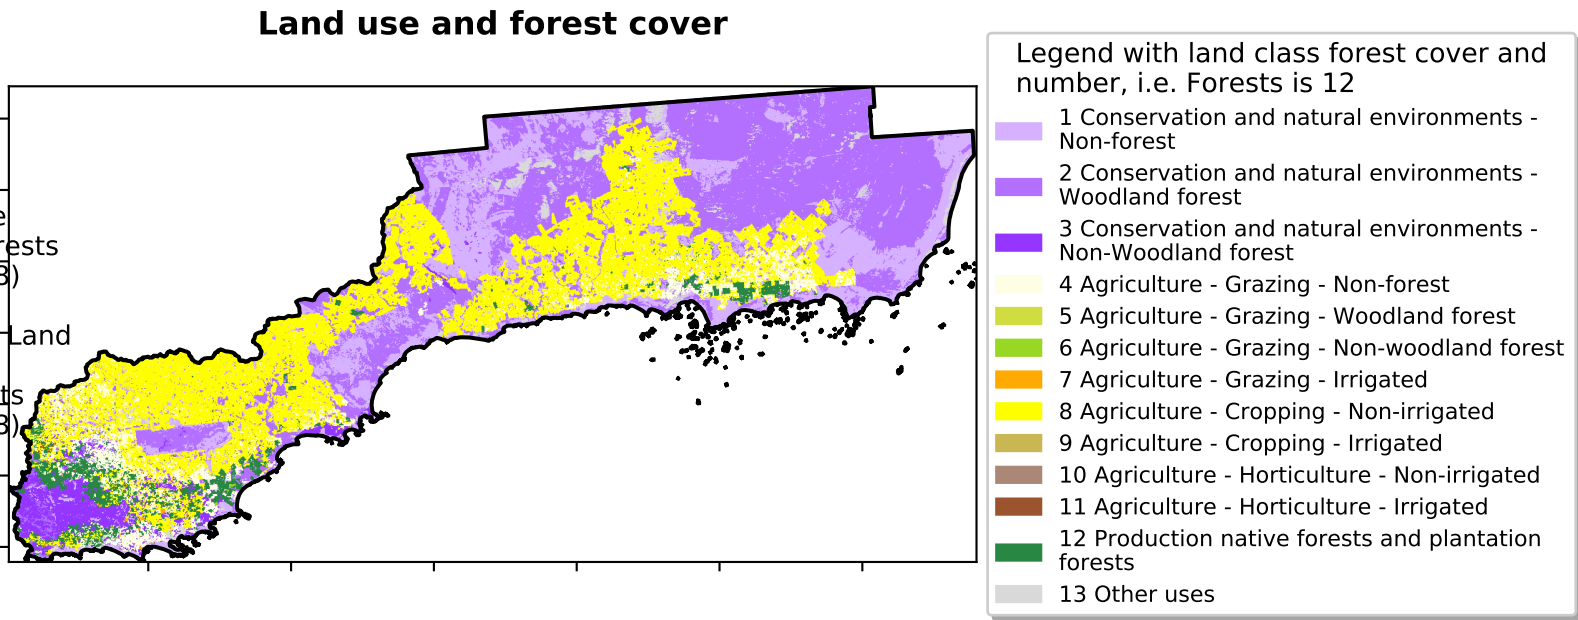 Land use and forest cover
e
rests
3)
Land
ts
3)
Legend with land class forest cover and
number, i.e. Forests is 12
1 Conservation and natural environments -
Non-forest
2 Conservation and natural environments -
Woodland forest
3 Conservation and natural environments -
Non-Woodland forest
4 Agriculture - Grazing - Non-forest
5 Agriculture - Grazing - Woodland forest
6 Agriculture - Grazing - Non-woodland forest
7 Agriculture - Grazing - Irrigated
8 Agriculture - Cropping - Non-irrigated
9 Agriculture - Cropping - Irrigated
10 Agriculture - Horticulture - Non-irrigated
11 Agriculture - Horticulture - Irrigated
12 Production native forests and plantation
forests
13 Other uses